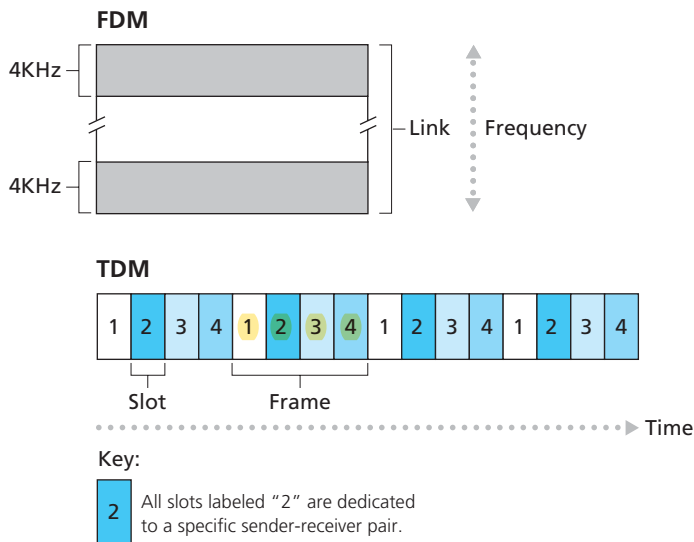 FDM
4KHz
Link Frequency
4KHz
TDM
1 2 3 4 1 2 3 4 1 2 3 4 1 2 3 4
Slot Frame
Time
Key:
2 All slots labeled “2” are dedicated
to a specific sender-receiver pair.